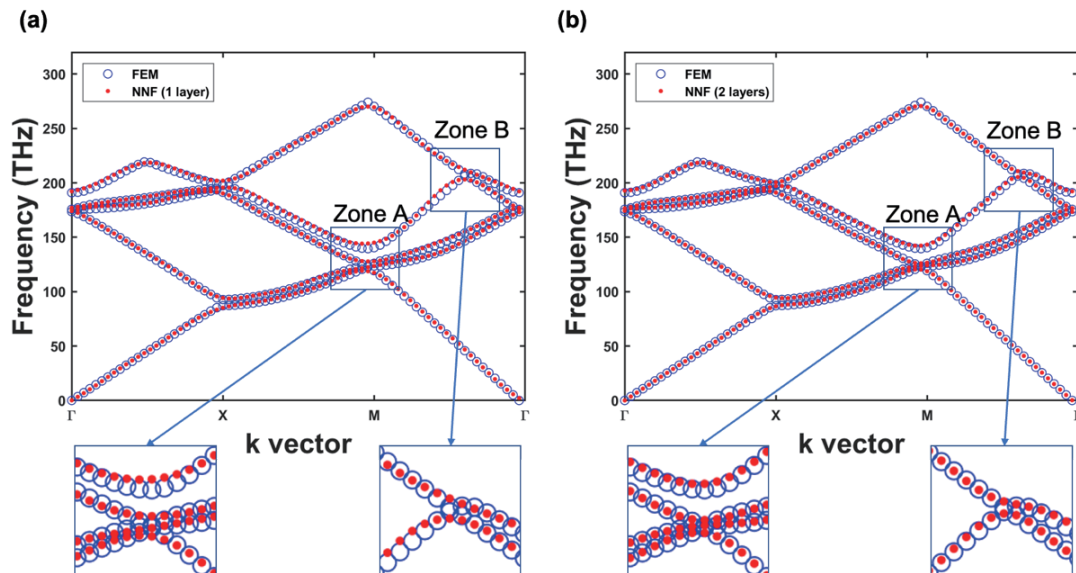 (a)
FEM
NNF (1 layer)
Zone B
Zone A
300
250
200
150
100
50
0
Frequency (THz)
Γ X M Γ
k vector
(b)
FEM
NNF (2 layers)
Zone B
Zone A
300
250
200
150
100
50
0
Frequency (THz)
Γ X M
k vector